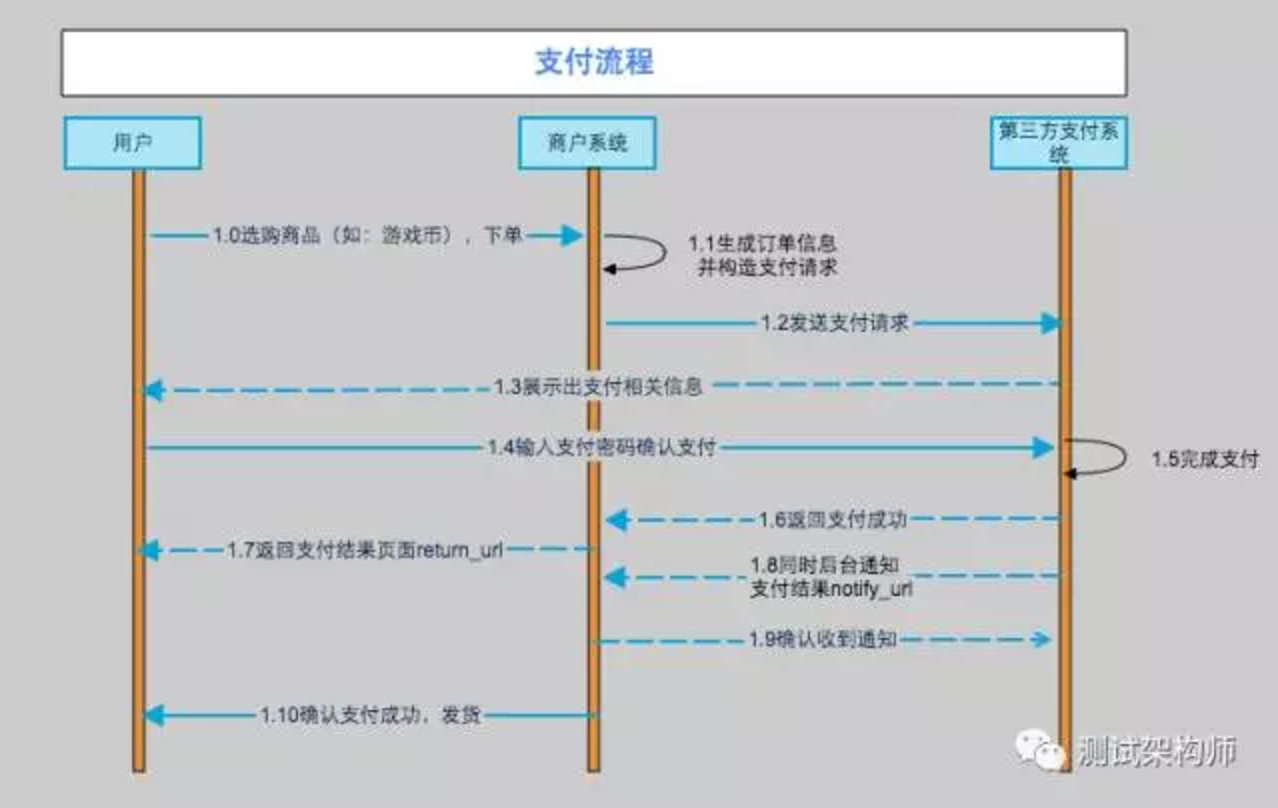 支付流程
用户
商户系统
第三方支付系
统
1.0选购商品（如：游戏币），下单
1.1生成订单信息
并构造支付请求
1.2发送支付请求
1.3展示出支付相关信息
1.4输入支付密码确认支付
1.5完成支付
1.6返回支付成功
1.7返回支付结果页面return_url
1.8同时后台通知
支付结果notify_url
1.9确认收到通知
1.10确认支付成功，发货
测试架构师